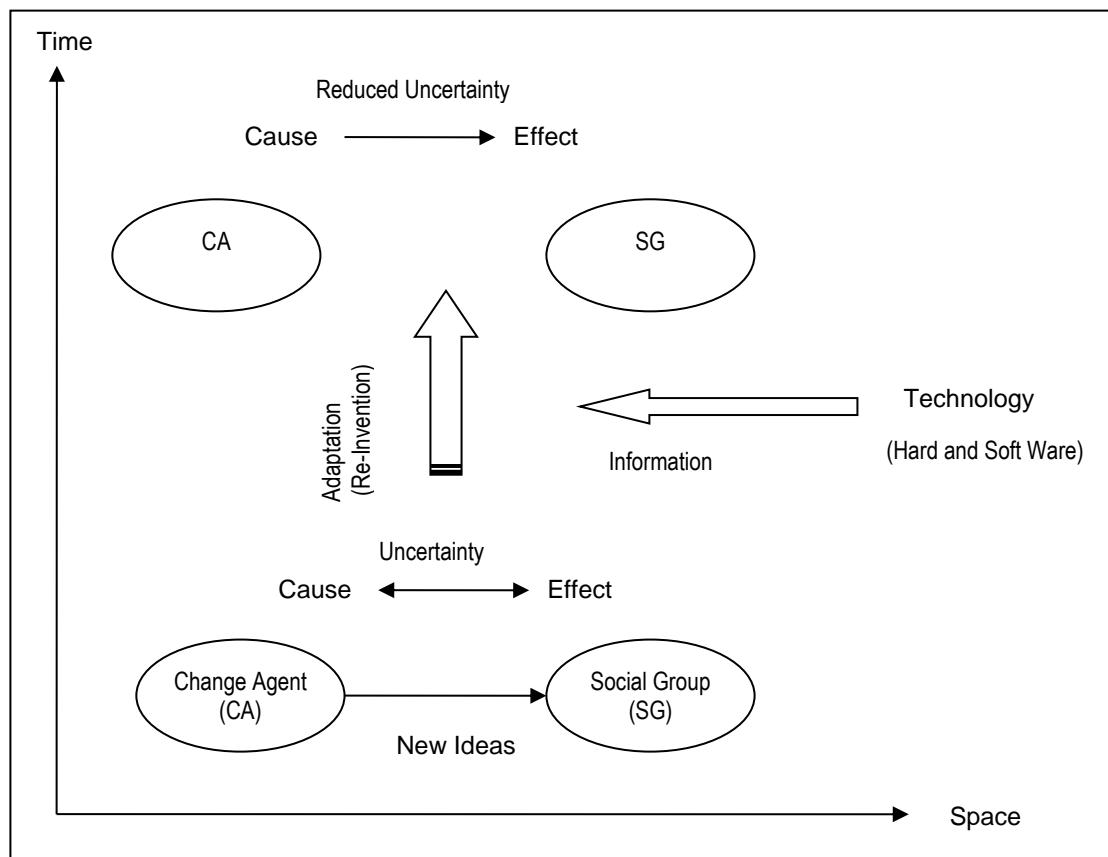 Time
Reduced Uncertainty
Cause Effect
CA
SG
Adaptation
(Re-Invention)
Technology
(Hard and Soft Ware)
Information
Uncertainty
Cause Effect
Change Agent
(CA)
Social Group
(SG)
New Ideas
Space